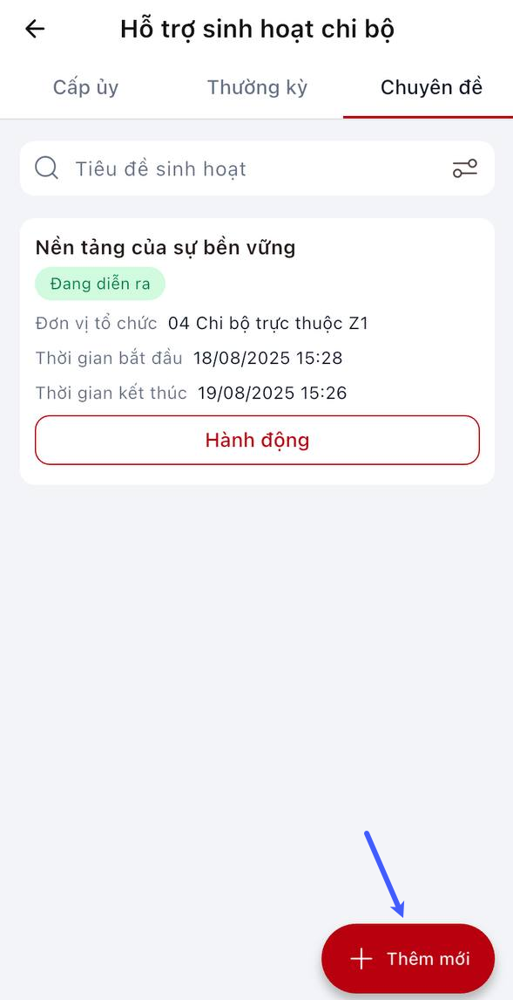 Hỗ trợ sinh hoạt chi bộ
Cấp ủy Thường kỳ Chuyên đề
Tiêu đề sinh hoạt
Nền tảng của sự bền vững
Đang diễn ra
Đơn vị tổ chức 04 Chi bộ trực thuộc Z1
Thời gian bắt đầu 18/08/2025 15:28
Thời gian kết thúc 19/08/2025 15:26
Hành động
Thêm mới